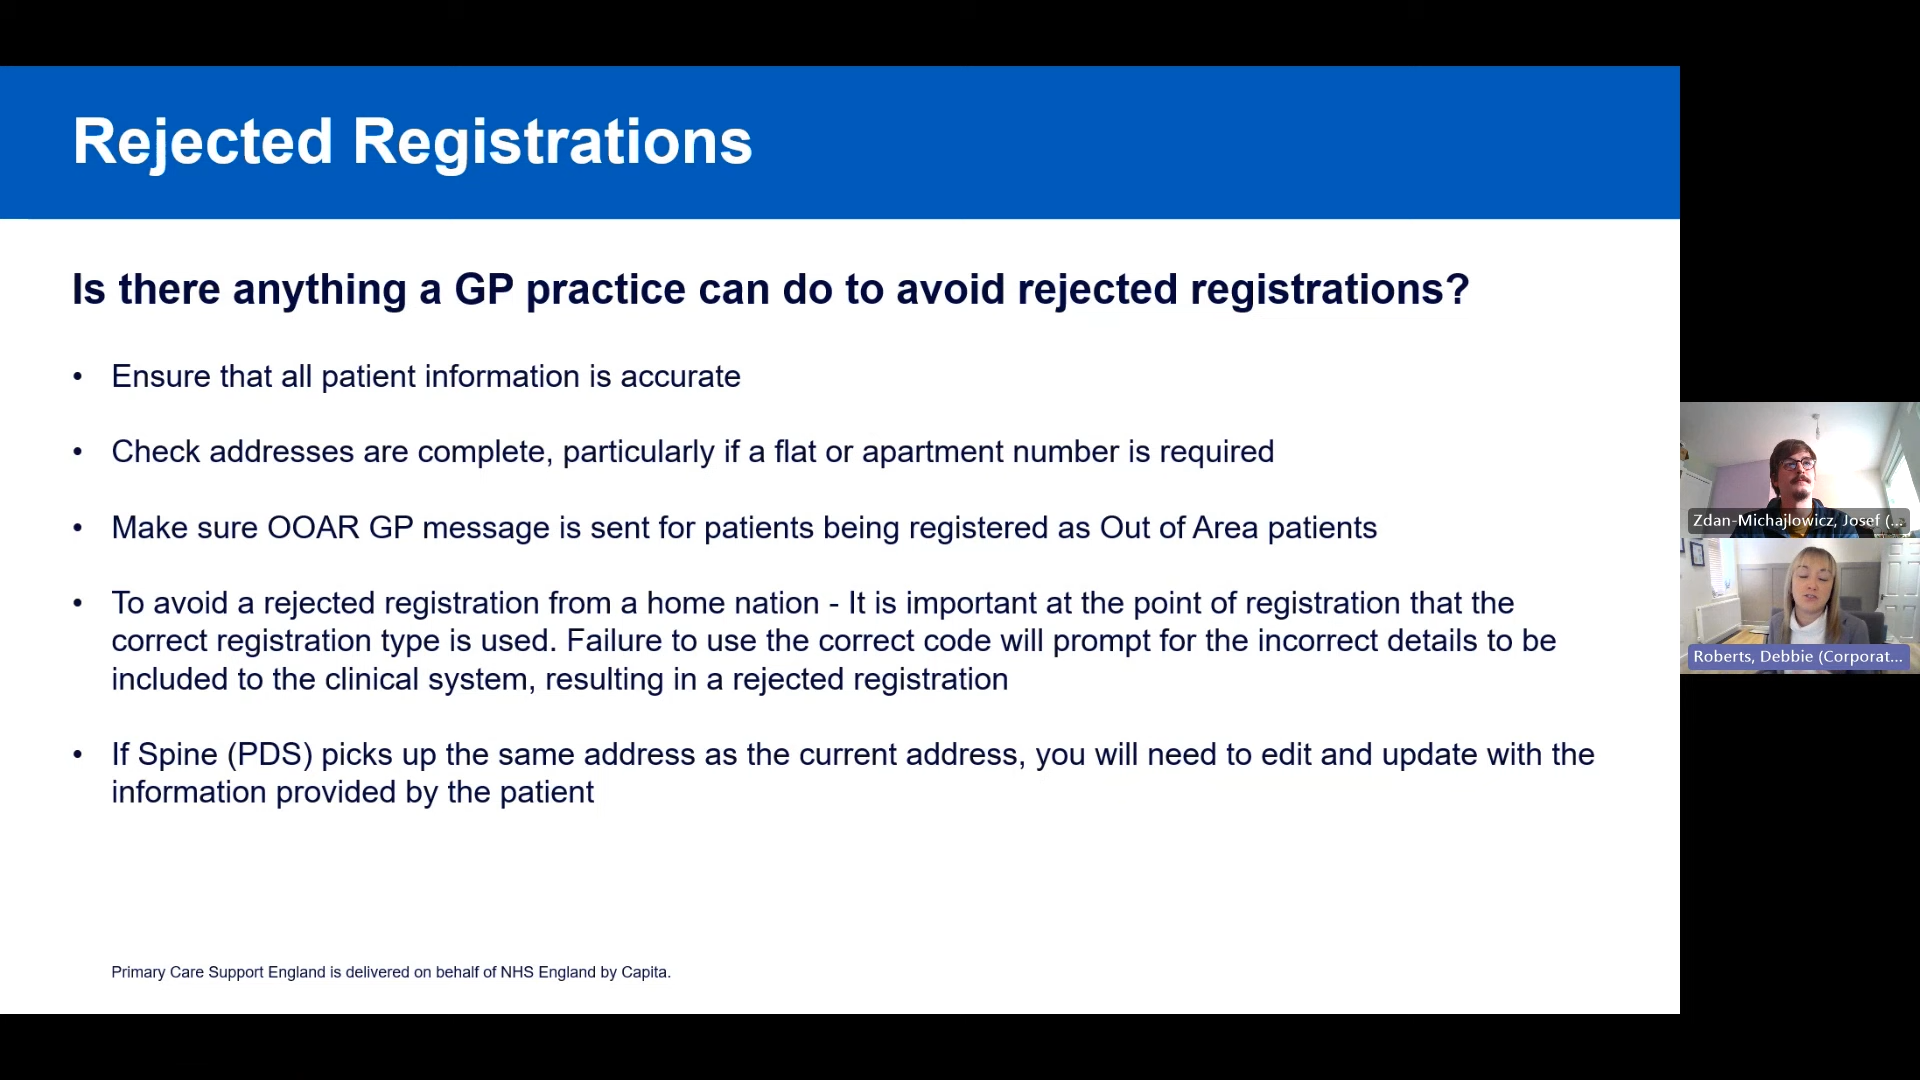 Rejected Registrations
Is there anything a GP practice can do to avoid rejected registrations?
• Ensure that all patient information is accurate
• Check addresses are complete, particularly if a flat or apartment number is required
• Make sure OOAR GP message is sent for patients being registered as Out of Area patients
• To avoid a rejected registration from a home nation - It is important at the point of registration that the
correct registration type is used. Failure to use the correct code will prompt for the incorrect details to be
included to the clinical system, resulting in a rejected registration
• If Spine (PDS) picks up the same address as the current address, you will need to edit and update with the
information provided by the patient
Primary Care Support England is delivered on behalf of NHS England by Capita.
Zdan-Michajlowicz, Josef (...
Roberts, Debbie (Corporat...